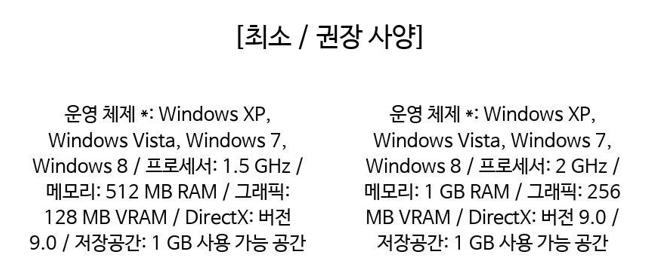 [최소 / 권장 사양]
운영 체제 *: Windows XP,
Windows Vista, Windows 7,
Windows 8 / 프로세서: 1.5 GHz /
메모리: 512 MB RAM / 그래픽:
128 MB VRAM / DirectX: 버전
9.0 / 저장공간: 1 GB 사용 가능 공간
운영 체제 *: Windows XP,
Windows Vista, Windows 7,
Windows 8 / 프로세서: 2 GHz /
메모리: 1 GB RAM / 그래픽: 256
MB VRAM / DirectX: 버전 9.0 /
저장공간: 1 GB 사용 가능 공간